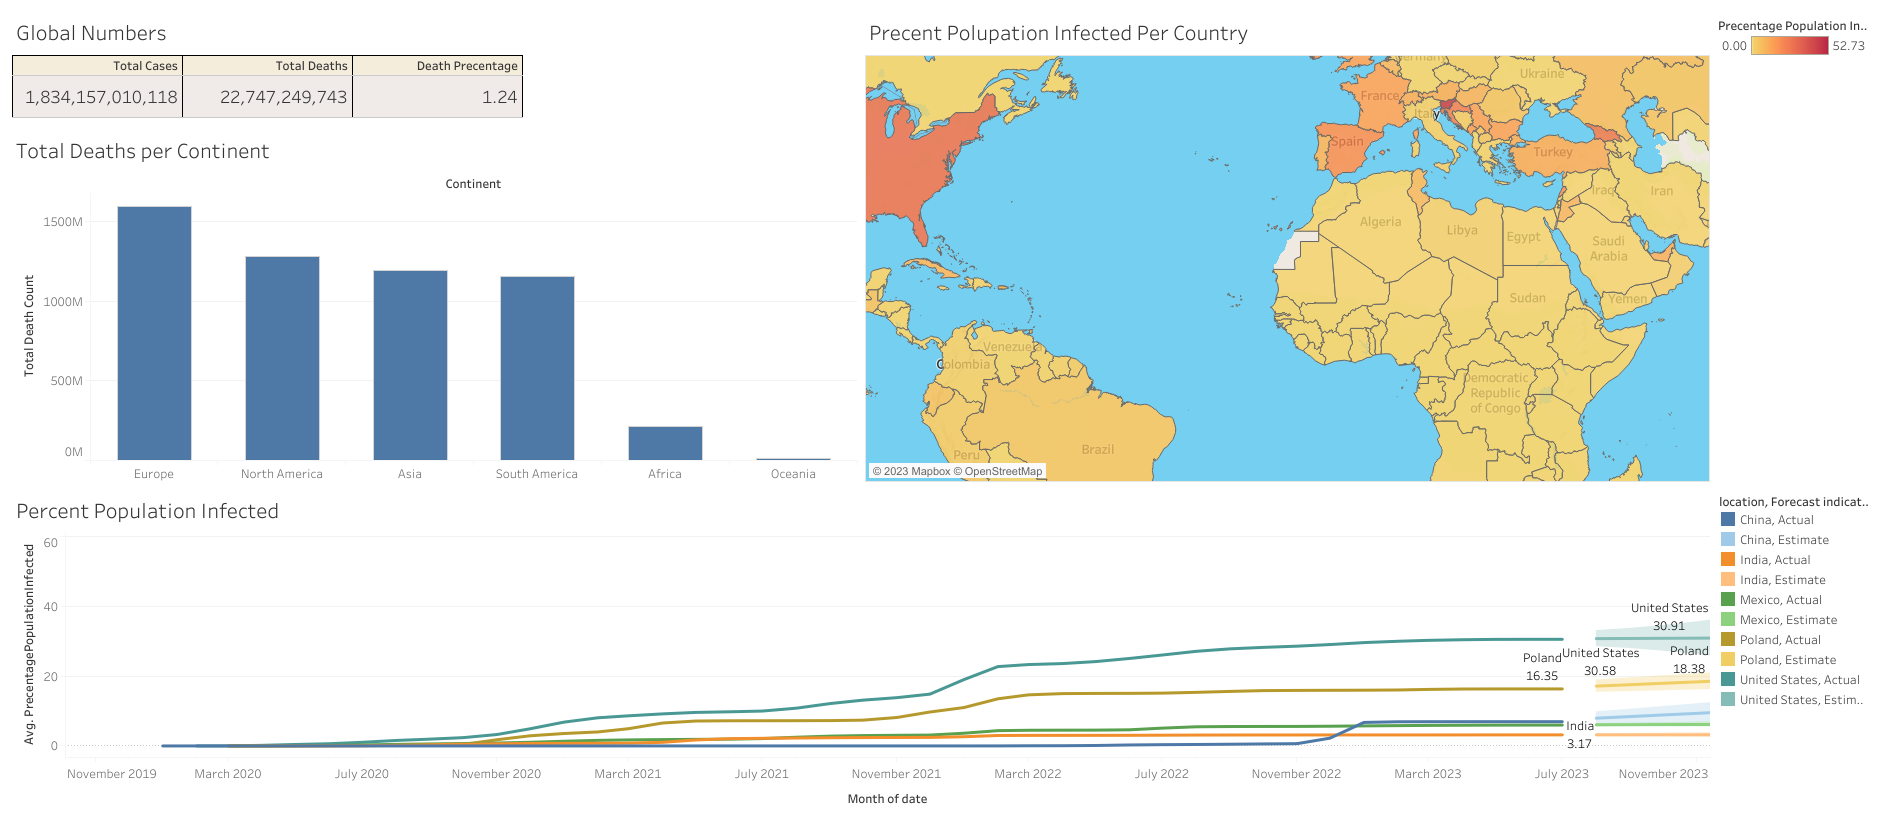 Global Numbers
Total Cases Total Deaths Death Precentage
1,834,157,010,118 22,747,249,743 1.24
Total Deaths per Continent
Continent
Total Death Count
1500M
1000M
500M
0M
Europe North America Asia South America Africa Oceania
Precent Polupation Infected Per Country
Precentage Population In..
0.00 52.73
Germany
Ukraine
France
Italy
Spain
Turkey
Iraq
Iran
Algeria
Libya
Egypt
Saudi
Arabia
Sudan
Yemen
Venezuela
Colombia
Democratic
Republic
of Congo
Brazil
Peru
© 2023 Mapbox © OpenStreetMap
Percent Population Infected
Avg. PrecentagePopulationInfected
60
40
20
0
United States
30.91
Poland
16.35
United States
30.58
Poland
18.38
India
3.17
November 2019 March 2020 July 2020 November 2020 March 2021 July 2021 November 2021 March 2022 July 2022 November 2022 March 2023 July 2023 November 2023
Month of date
location, Forecast indicat..
China, Actual
China, Estimate
India, Actual
India, Estimate
Mexico, Actual
Mexico, Estimate
Poland, Actual
Poland, Estimate
United States, Actual
United States, Estim..